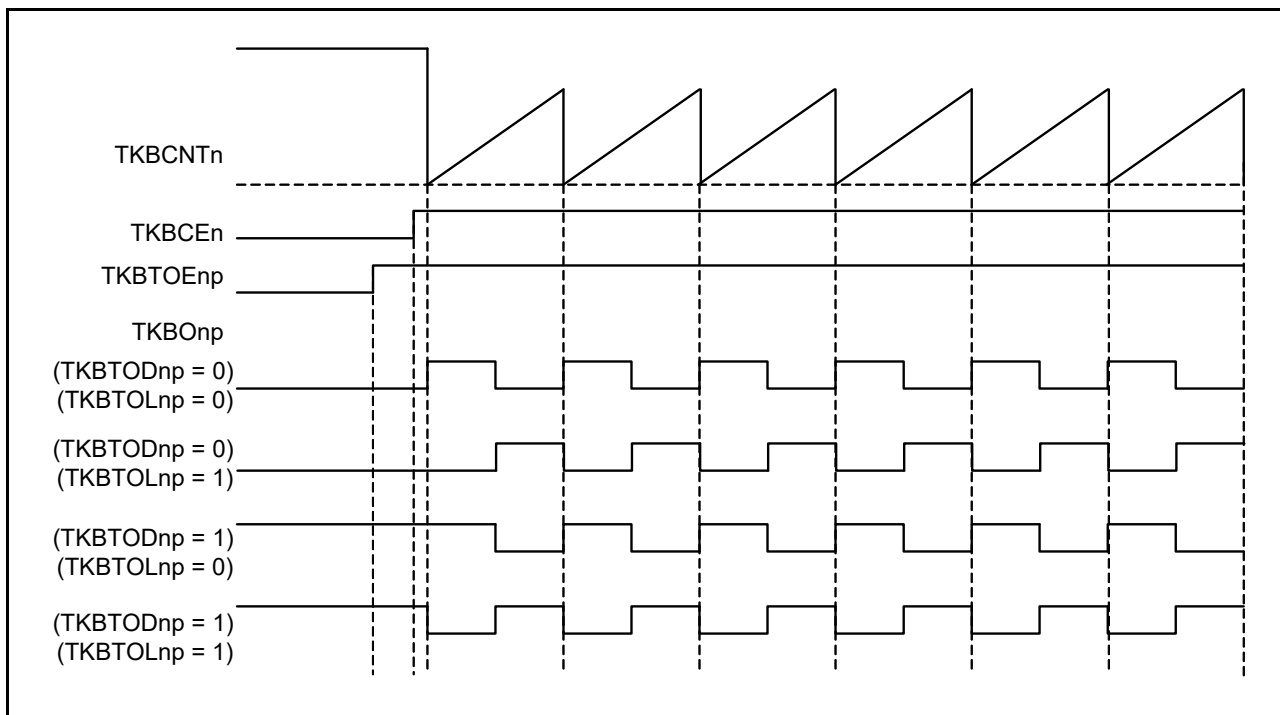 TKBCNTn
TKBCEn
TKBTOEnp
TKBOnp
(TKBTODnp = 0)
(TKBTOLnp = 0)
(TKBTODnp = 0)
(TKBTOLnp = 1)
(TKBTODnp = 1)
(TKBTOLnp = 0)
(TKBTODnp = 1)
(TKBTOLnp = 1)